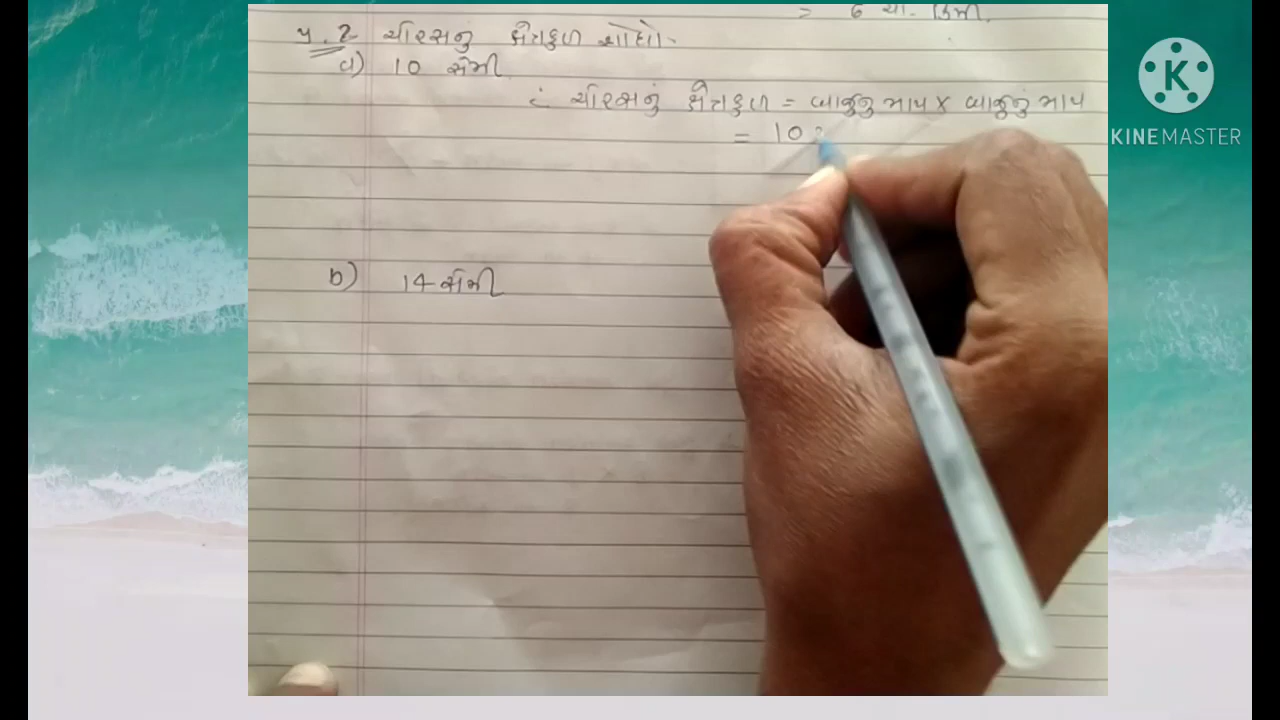 = 6 ચો. કિમી.
પ્ર.2 ચોરસનું ક્ષેત્રફળ શોધો-
a) 10 સેમી
∴ ચોરસનું ક્ષેત્રફળ = બાજુનુ માપ x બાજુનું માપ
= 10
b) 14 સેમી
K
KINEMASTER